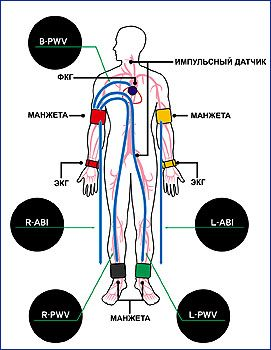 B-PWV
ИМПУЛЬСНЫЙ ДАТЧИК
ФКГ
МАНЖЕТА
МАНЖЕТА
ЭКГ
ЭКГ
R-ABI
L-ABI
R-PWV
МАНЖЕТА
L-PWV